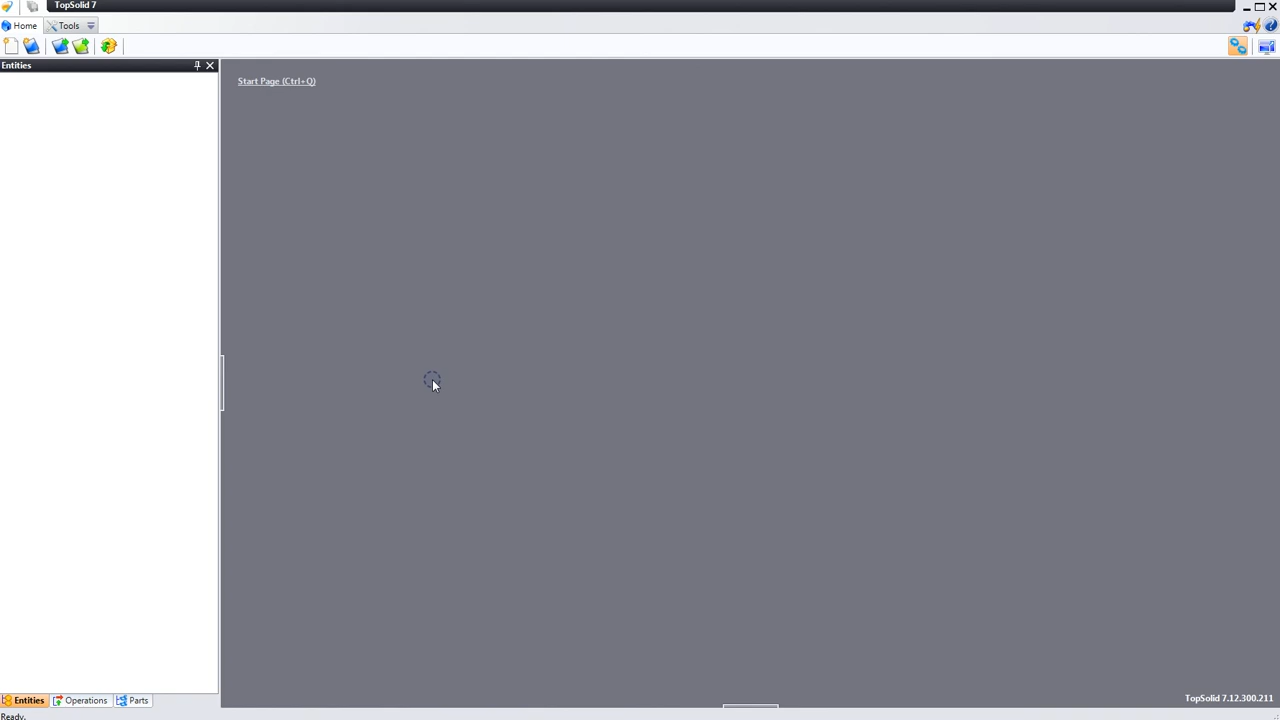 TopSolid 7
Home
Tools
Entities
Start Page (Ctrl+Q)
TopSolid 7.12.300.211
Entities
Operations
Parts
Ready.